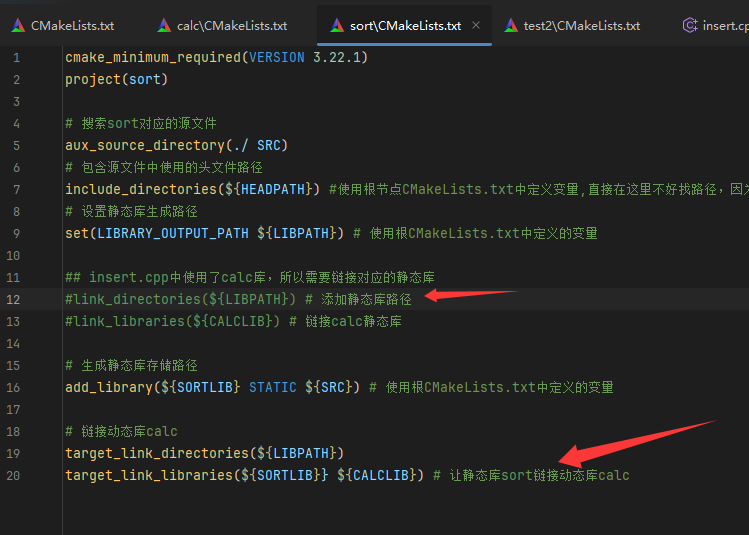 CMakeLists.txt calc\CMakeLists.txt sort\CMakeLists.txt × test2\CMakeLists.txt insert.cp
1 cmake_minimum_required(VERSION 3.22.1)
2 project(sort)
3
4 # 搜索sort对应的源文件
5 aux_source_directory(./ SRC)
6 # 包含源文件中使用的头文件路径
7 include_directories(${HEADPATH}) #使用根节点CMakeLists.txt中定义变量,直接在这里不好找路径，因为
8 # 设置静态库生成路径
9 set(LIBRARY_OUTPUT_PATH ${LIBPATH}) # 使用根CMakeLists.txt中定义的变量
10
11 ## insert.cpp中使用了calc库，所以需要链接对应的静态库
12 #link_directories(${LIBPATH}) # 添加静态库路径
13 #link_libraries(${CALCLIB}) # 链接calc静态库
14
15 # 生成静态库存储路径
16 add_library(${SORTLIB} STATIC ${SRC}) # 使用根CMakeLists.txt中定义的变量
17
18 # 链接动态库calc
19 target_link_directories(${LIBPATH})
20 target_link_libraries(${SORTLIB}} ${CALCLIB}) # 让静态库sort链接动态库calc